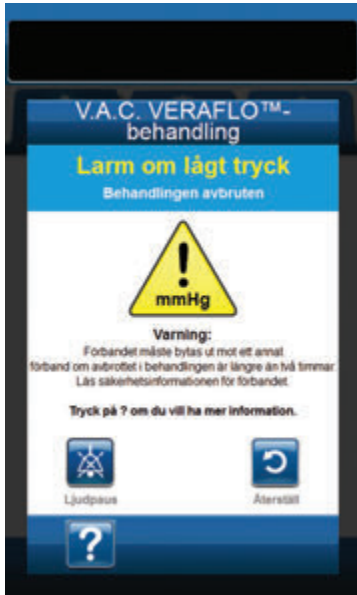 V.A.C. VERAFLO™-
behandling
Larm om lågt tryck
Behandlingen avbruten
mmHg
Varning:
Förbandet måste bytas ut mot ett annat
förband om avbrottet i behandlingen är längre än två timmar.
Läs säkerhetsinformationen för förbandet.
Tryck på ? om du vill ha mer information.
Ljudpaus
Återställ
?